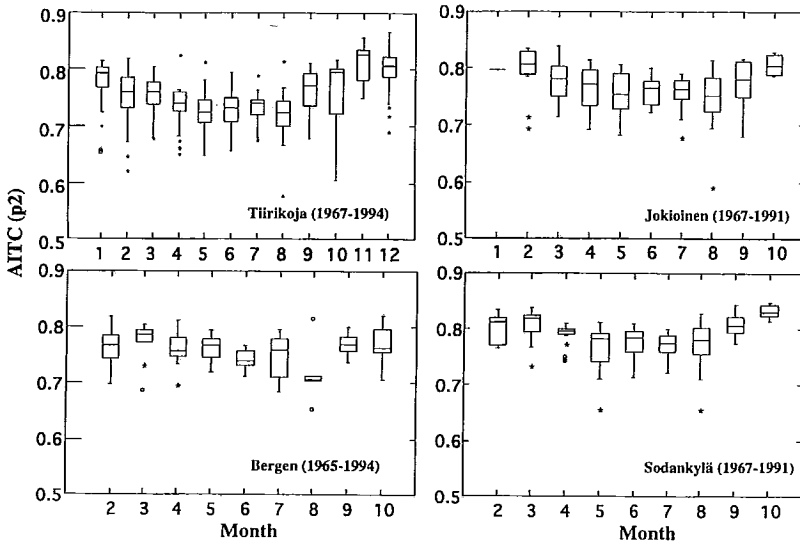 0.9
0.8
0.7
0.6
0.5
Tiirikoja (1967-1994)
1 2 3 4 5 6 7 8 9 10 11 12
0.9
0.8
0.7
0.6
0.5
Jokioinen (1967-1991)
1 2 3 4 5 6 7 8 9 10
AITC (p2)
0.9
0.8
0.7
0.6
0.5
Bergen (1965-1994)
2 3 4 5 6 7 8 9 10
Month
0.9
0.8
0.7
0.6
0.5
Sodankylä (1967-1991)
2 3 4 5 6 7 8 9 10
Month